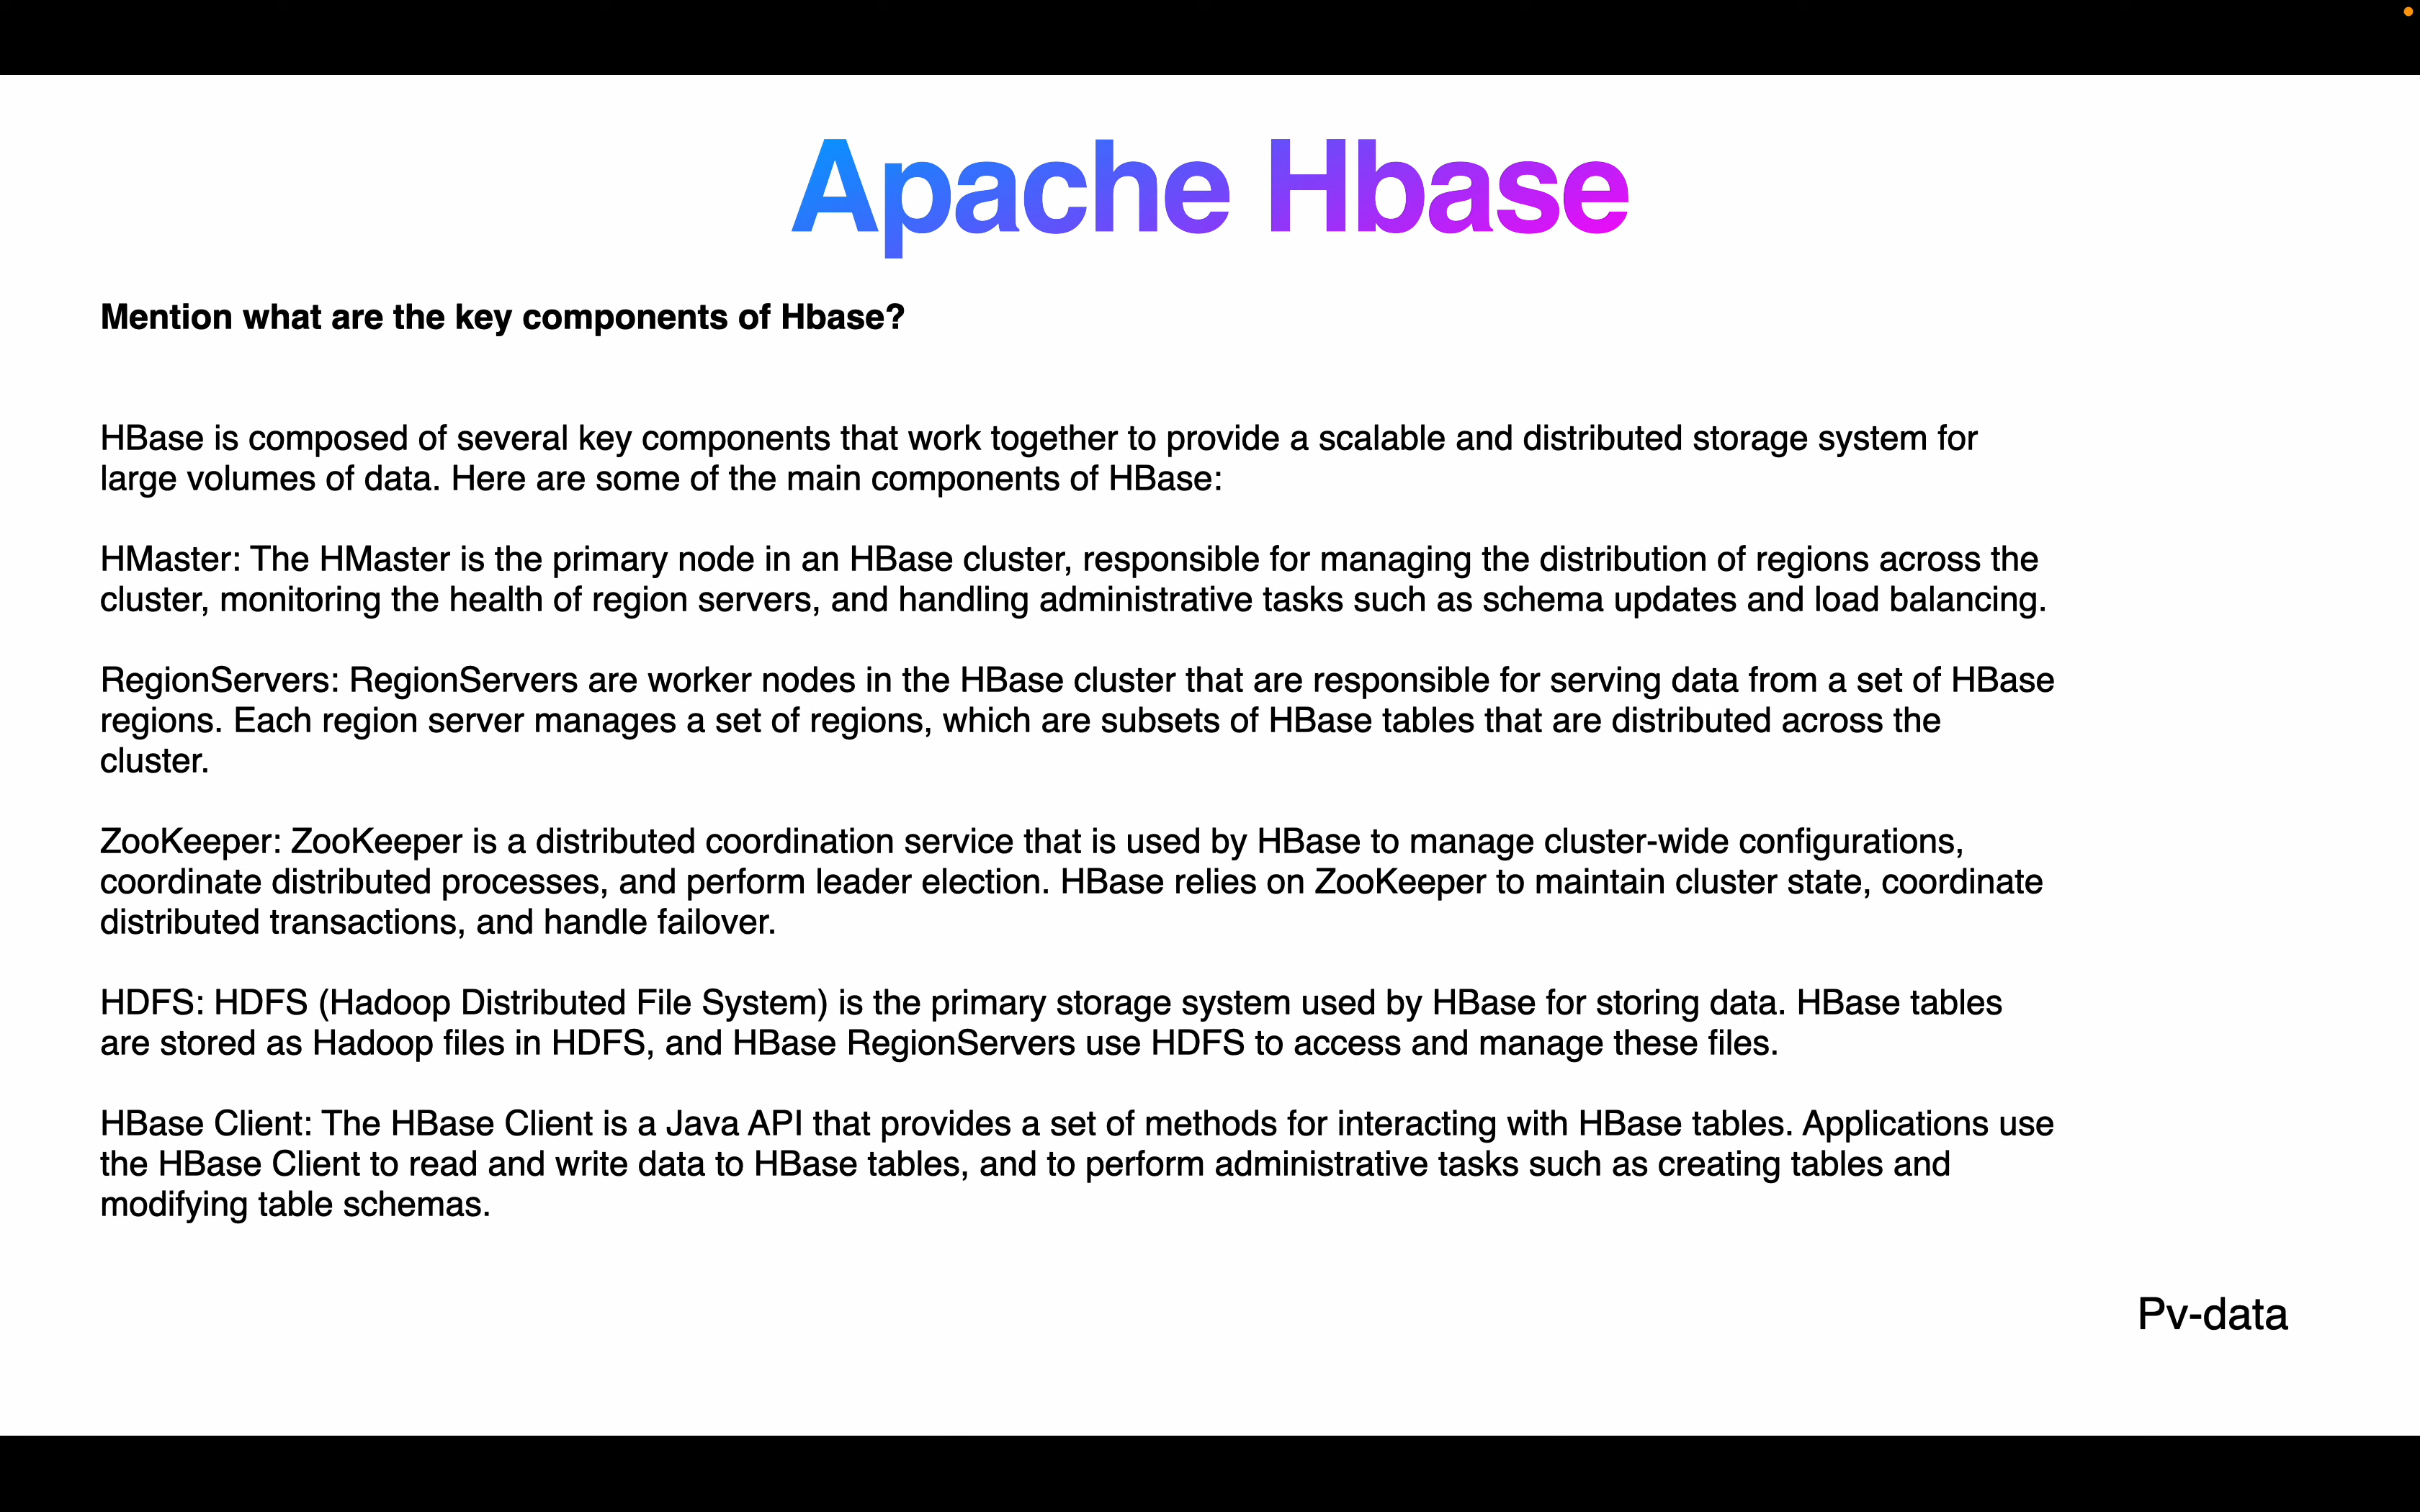 Apache Hbase
Mention what are the key components of Hbase?
HBase is composed of several key components that work together to provide a scalable and distributed storage system for
large volumes of data. Here are some of the main components of HBase:
HMaster: The HMaster is the primary node in an HBase cluster, responsible for managing the distribution of regions across the
cluster, monitoring the health of region servers, and handling administrative tasks such as schema updates and load balancing.
RegionServers: RegionServers are worker nodes in the HBase cluster that are responsible for serving data from a set of HBase
regions. Each region server manages a set of regions, which are subsets of HBase tables that are distributed across the
cluster.
ZooKeeper: ZooKeeper is a distributed coordination service that is used by HBase to manage cluster-wide configurations,
coordinate distributed processes, and perform leader election. HBase relies on ZooKeeper to maintain cluster state, coordinate
distributed transactions, and handle failover.
HDFS: HDFS (Hadoop Distributed File System) is the primary storage system used by HBase for storing data. HBase tables
are stored as Hadoop files in HDFS, and HBase RegionServers use HDFS to access and manage these files.
HBase Client: The HBase Client is a Java API that provides a set of methods for interacting with HBase tables. Applications use
the HBase Client to read and write data to HBase tables, and to perform administrative tasks such as creating tables and
modifying table schemas.
Pv-data